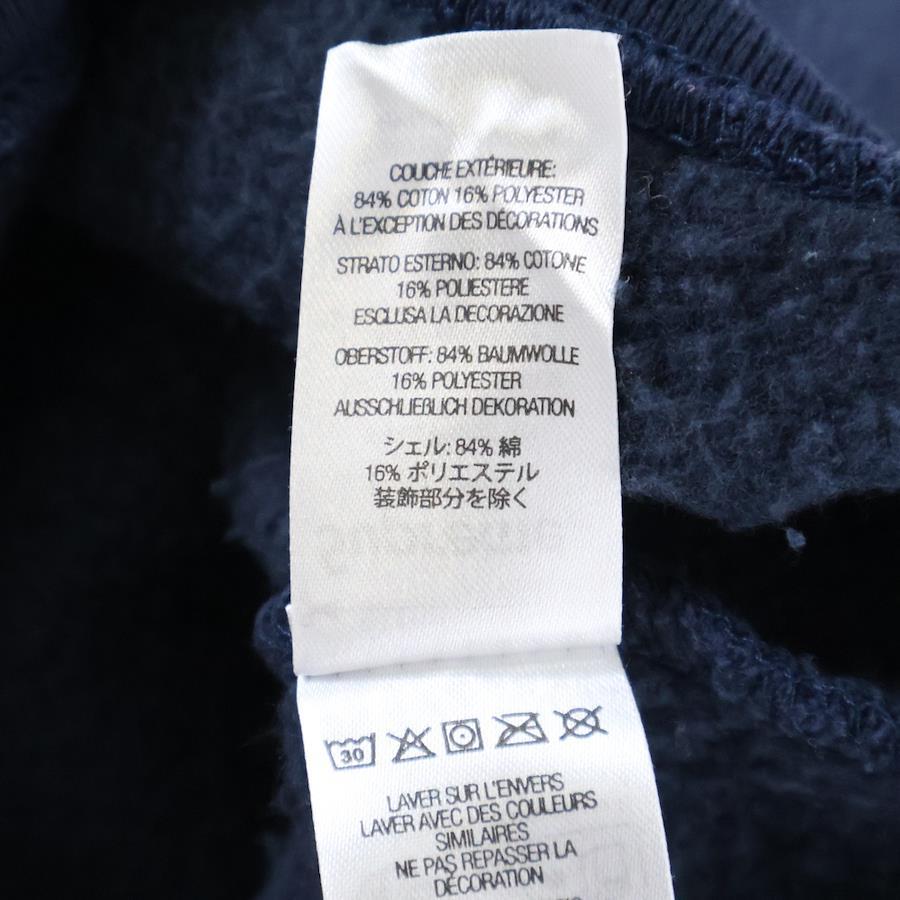 COUCHE EXTÉRIEURE:
84% COTON 16% POLYESTER
À L'EXCEPTION DES DÉCORATIONS
STRATO ESTERNO: 84% COTONE
16% POLIESTERE
ESCLUSA LA DECORAZIONE
OBERSTOFF: 84% BAUMWOLLE
16% POLYESTER
AUSSCHLIEßLICH DEKORATION
シェル: 84% 綿
16% ポリエステル
装飾部分を除く
30
LAVER SUR L'ENVERS
LAVER AVEC DES COULEURS
SIMILAIRES
NE PAS REPASSER LA
DÉCORATION